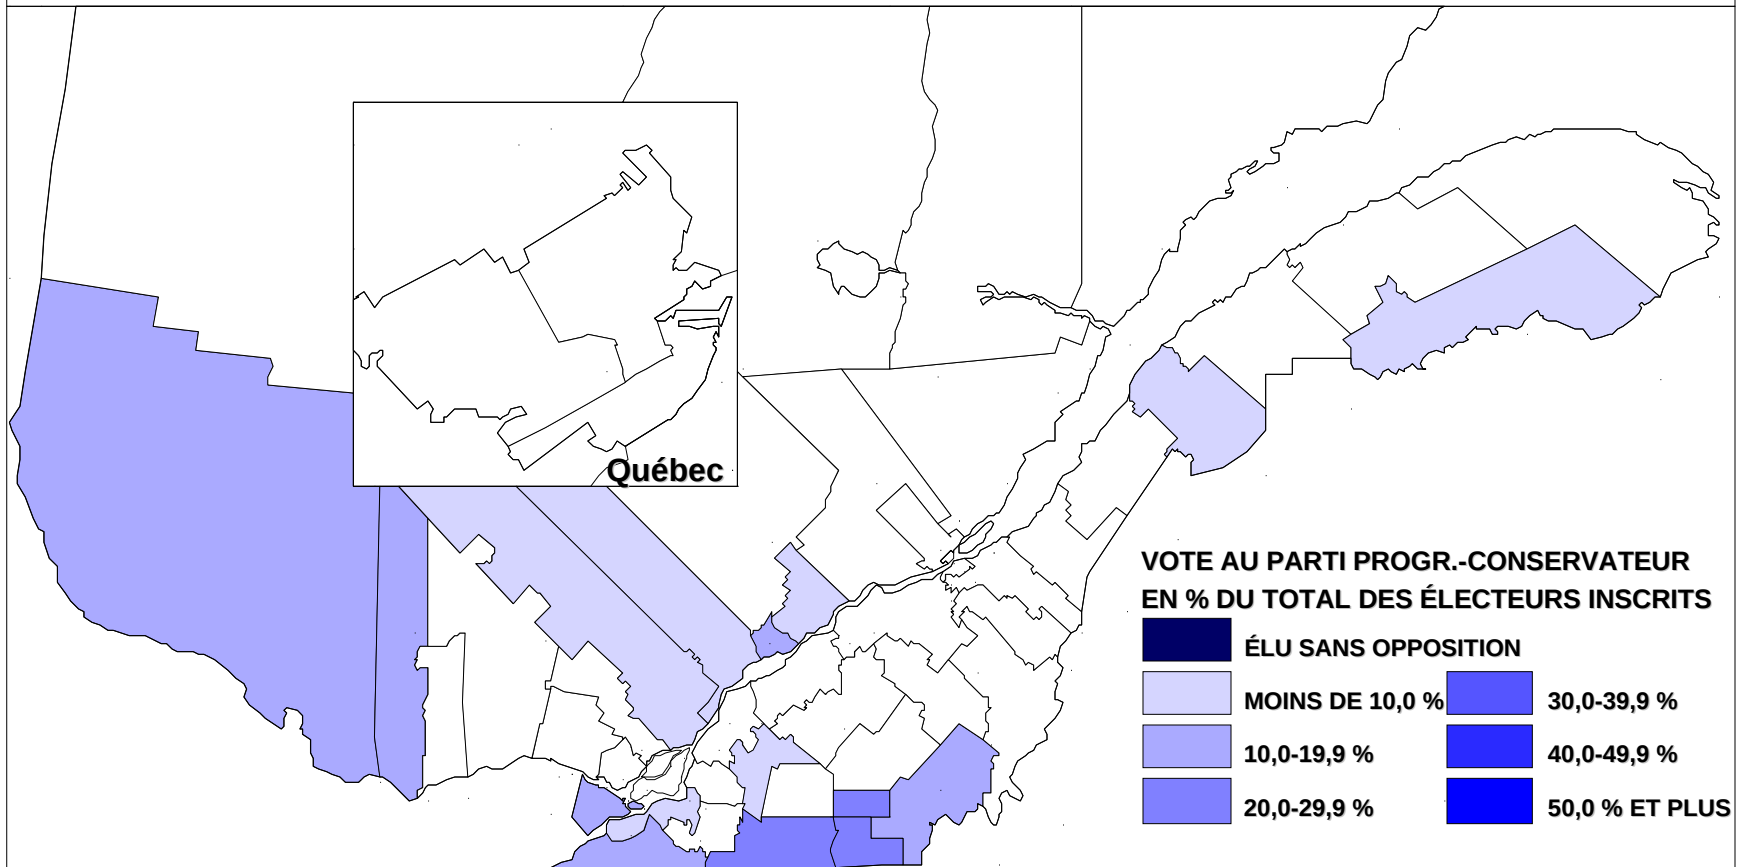 Québec
VOTE AU PARTI PROGR.-CONSERVATEUR
EN % DU TOTAL DES ÉLECTEURS INSCRITS
ÉLU SANS OPPOSITION
MOINS DE 10,0 %
30,0-39,9 %
10,0-19,9 %
40,0-49,9 %
20,0-29,9 %
50,0 % ET PLUS